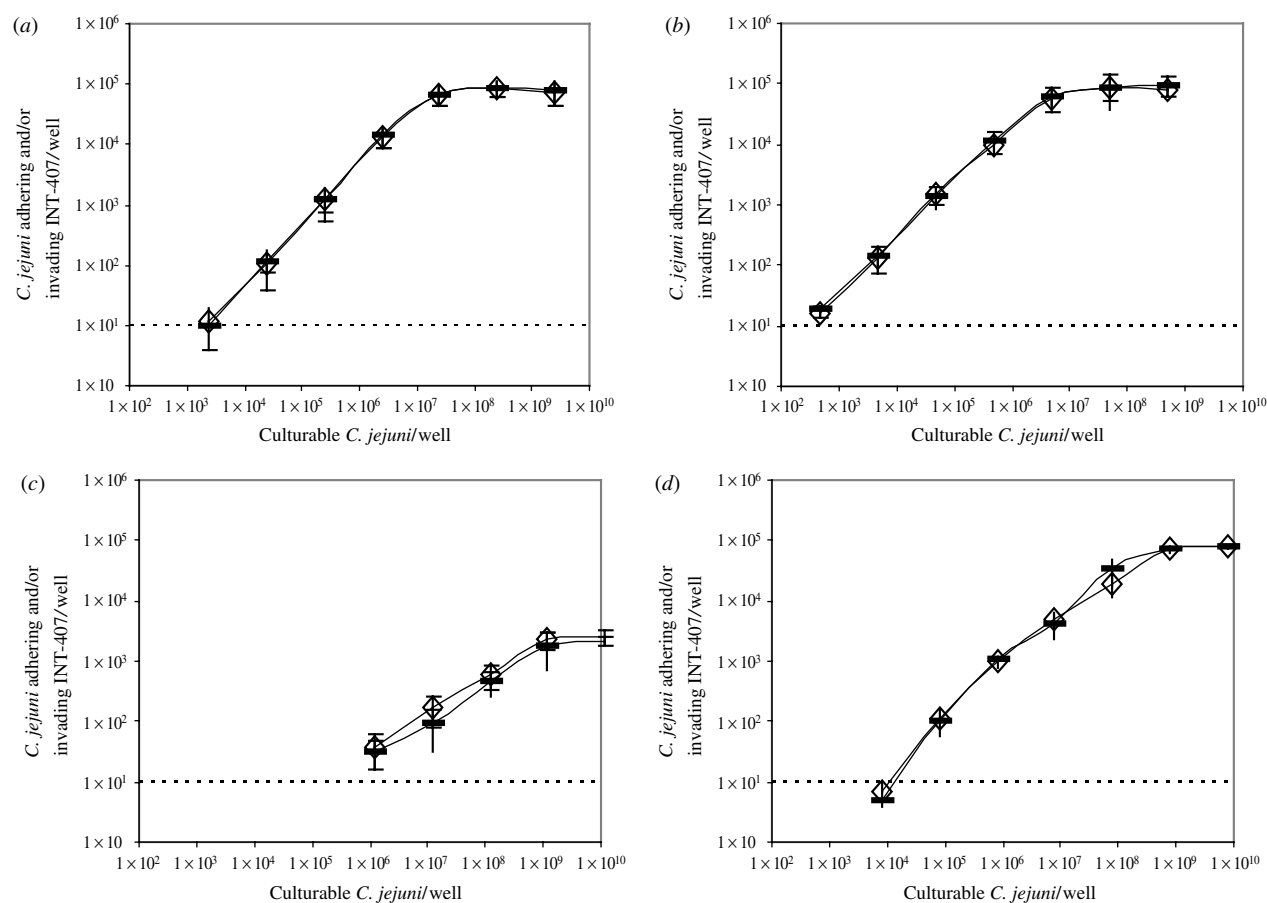 (a)
C. jejuni adhering and/or
invading INT-407/well
1 × 10⁶
1 × 10⁵
1 × 10⁴
1 × 10³
1 × 10²
1 × 10¹
1 × 10
1 × 10² 1 × 10³ 1 × 10⁴ 1 × 10⁵ 1 × 10⁶ 1 × 10⁷ 1 × 10⁸ 1 × 10⁹ 1 × 10¹⁰
Culturable C. jejuni/well
(b)
C. jejuni adhering and/or
invading INT-407/well
1 × 10⁶
1 × 10⁵
1 × 10⁴
1 × 10³
1 × 10²
1 × 10¹
1 × 10
1 × 10² 1 × 10³ 1 × 10⁴ 1 × 10⁵ 1 × 10⁶ 1 × 10⁷ 1 × 10⁸ 1 × 10⁹ 1 × 10¹⁰
Culturable C. jejuni/well
(c)
C. jejuni adhering and/or
invading INT-407/well
1 × 10⁶
1 × 10⁵
1 × 10⁴
1 × 10³
1 × 10²
1 × 10¹
1 × 10
1 × 10² 1 × 10³ 1 × 10⁴ 1 × 10⁵ 1 × 10⁶ 1 × 10⁷ 1 × 10⁸ 1 × 10⁹ 1 × 10¹⁰
Culturable C. jejuni/well
(d)
C. jejuni adhering and/or
invading INT-407/well
1 × 10⁶
1 × 10⁵
1 × 10⁴
1 × 10³
1 × 10²
1 × 10¹
1 × 10
1 × 10² 1 × 10³ 1 × 10⁴ 1 × 10⁵ 1 × 10⁶ 1 × 10⁷ 1 × 10⁸ 1 × 10⁹ 1 × 10¹⁰
Culturable C. jejuni/well